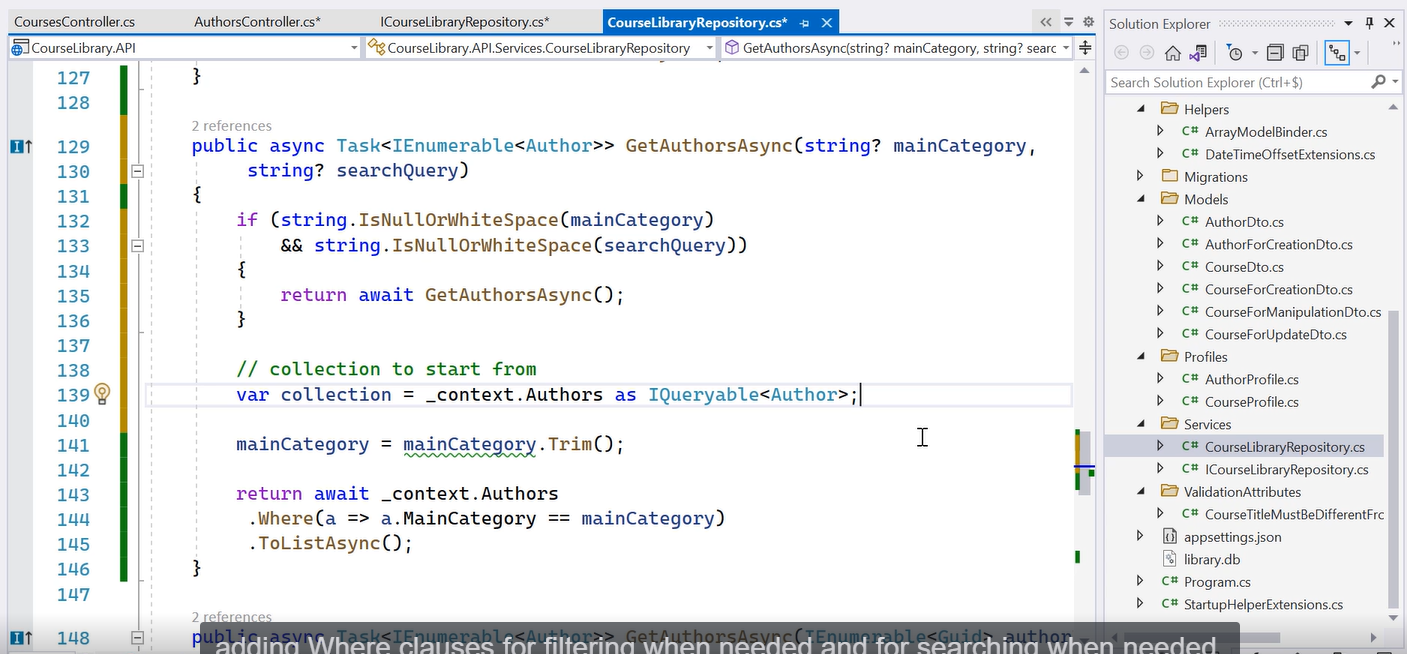 CoursesController.cs AuthorsController.cs* ICourseLibraryRepository.cs* CourseLibraryRepository.cs*
CourseLibrary.API CourseLibrary.API.Services.CourseLibraryRepository GetAuthorsAsync(string? mainCategory, string? searc
127 }
128
2 references
129 public async Task<IEnumerable<Author>> GetAuthorsAsync(string? mainCategory,
130 string? searchQuery)
131 {
132 if (string.IsNullOrWhiteSpace(mainCategory)
133 && string.IsNullOrWhiteSpace(searchQuery))
134 {
135 return await GetAuthorsAsync();
136 }
137
138 // collection to start from
139 var collection = _context.Authors as IQueryable<Author>;
140
141 mainCategory = mainCategory.Trim();
142
143 return await _context.Authors
144 .Where(a => a.MainCategory == mainCategory)
145 .ToListAsync();
146 }
147
2 references
148 public async Task<IEnumerable<Author>> GetAuthorsAsync(IEnumerable<Guid> author
adding Where clauses for filtering when needed and for searching when needed.
Solution Explorer
Search Solution Explorer (Ctrl+$)
Helpers
C# ArrayModelBinder.cs
C# DateTimeOffsetExtensions.cs
Migrations
Models
C# AuthorDto.cs
C# AuthorForCreationDto.cs
C# CourseDto.cs
C# CourseForCreationDto.cs
C# CourseForManipulationDto.cs
C# CourseForUpdateDto.cs
Profiles
C# AuthorProfile.cs
C# CourseProfile.cs
Services
C# CourseLibraryRepository.cs
C# ICourseLibraryRepository.cs
ValidationAttributes
C# CourseTitleMustBeDifferentFrc
appsettings.json
library.db
C# Program.cs
C# StartupHelperExtensions.cs